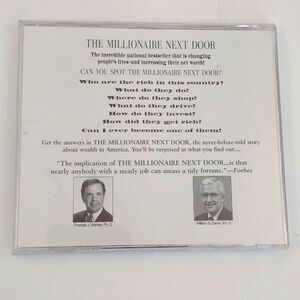 THE MILLIONAIRE NEXT DOOR
The incredible national bestseller that is changing
people's lives-and increasing their net worth!
CAN YOU SPOT THE MILLIONAIRE NEXT DOOR?
Who are the rich in this country?
What do they do?
Where do they shop?
What do they drive?
How do they invest?
How did they get rich?
Can I ever become one of them?
Get the answers in THE MILLIONAIRE NEXT DOOR, the never-before-told story
about wealth in America. You'll be surprised at what you find out....
"The implication of THE MILLIONAIRE NEXT DOOR...is that
nearly anybody with a steady job can amass a tidy fortune."—Forbes
Thomas J. Stanley, Ph. D.
William D. Danko, Ph. D.